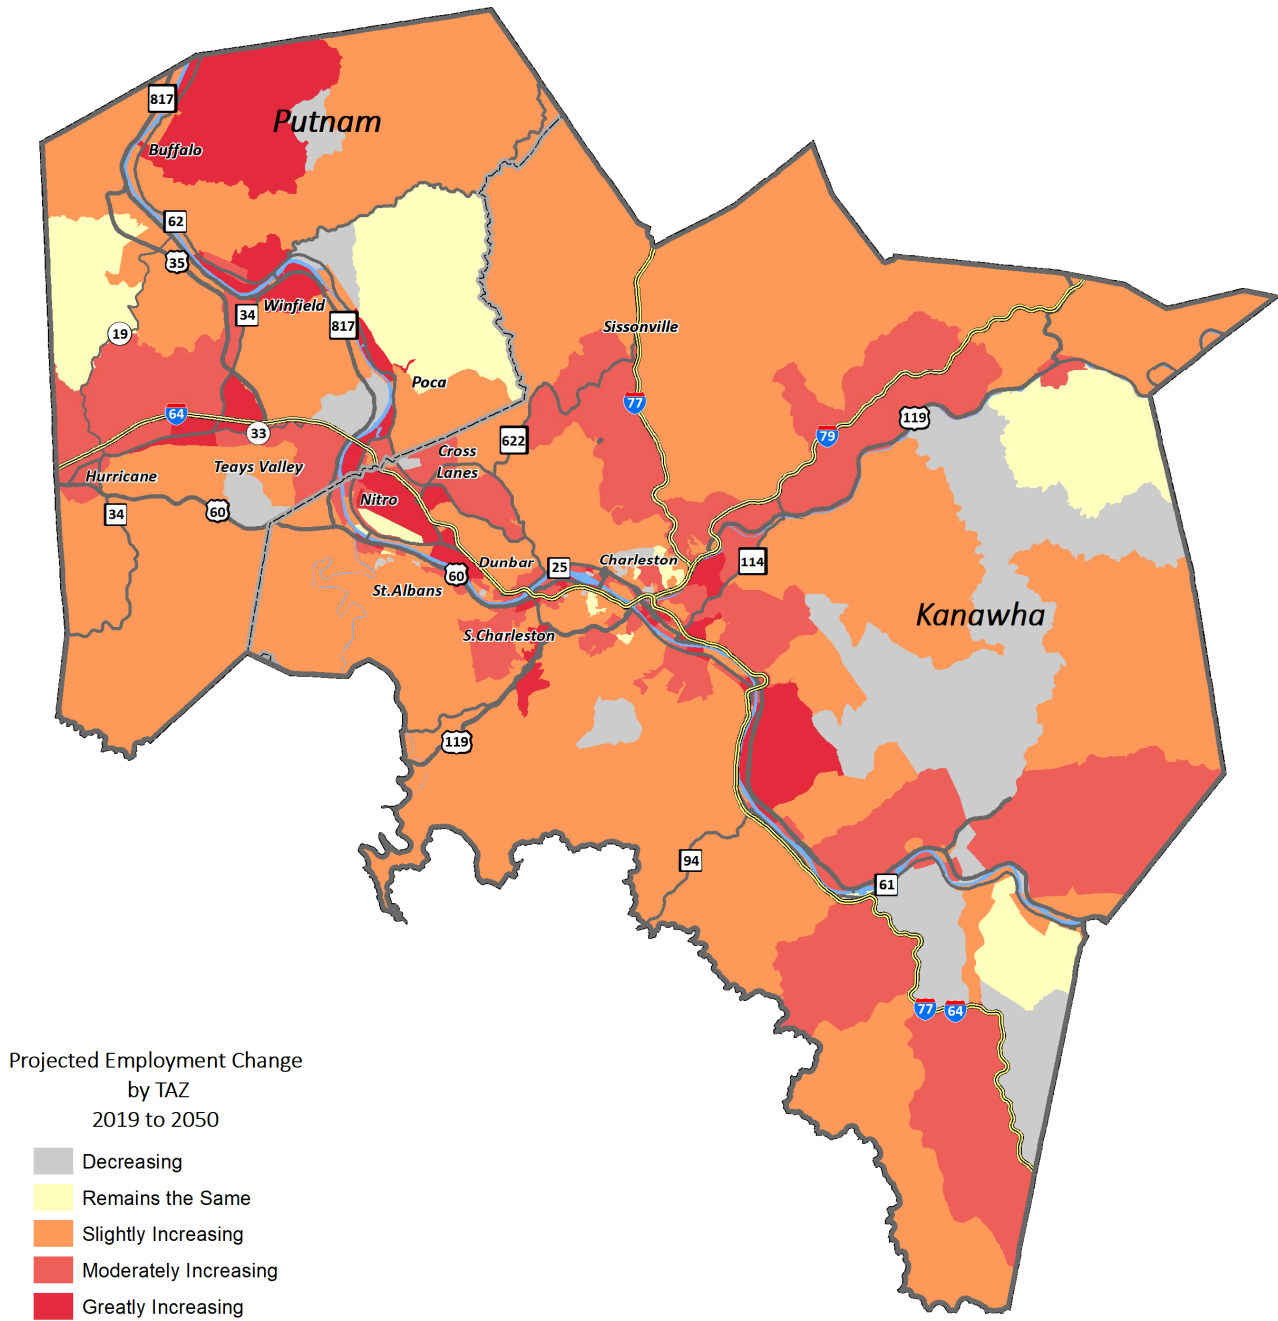 817
Putnam
Buffalo
62
35
34
Winfield
817
19
Sissonville
Poca
77
64
33
119
79
622
Cross
Lanes
Teays Valley
Hurricane
Nitro
34
60
Dunbar
25
Charleston
114
60
St.Albans
Kanawha
S.Charleston
119
94
61
77
64
Projected Employment Change
by TAZ
2019 to 2050
Decreasing
Remains the Same
Slightly Increasing
Moderately Increasing
Greatly Increasing